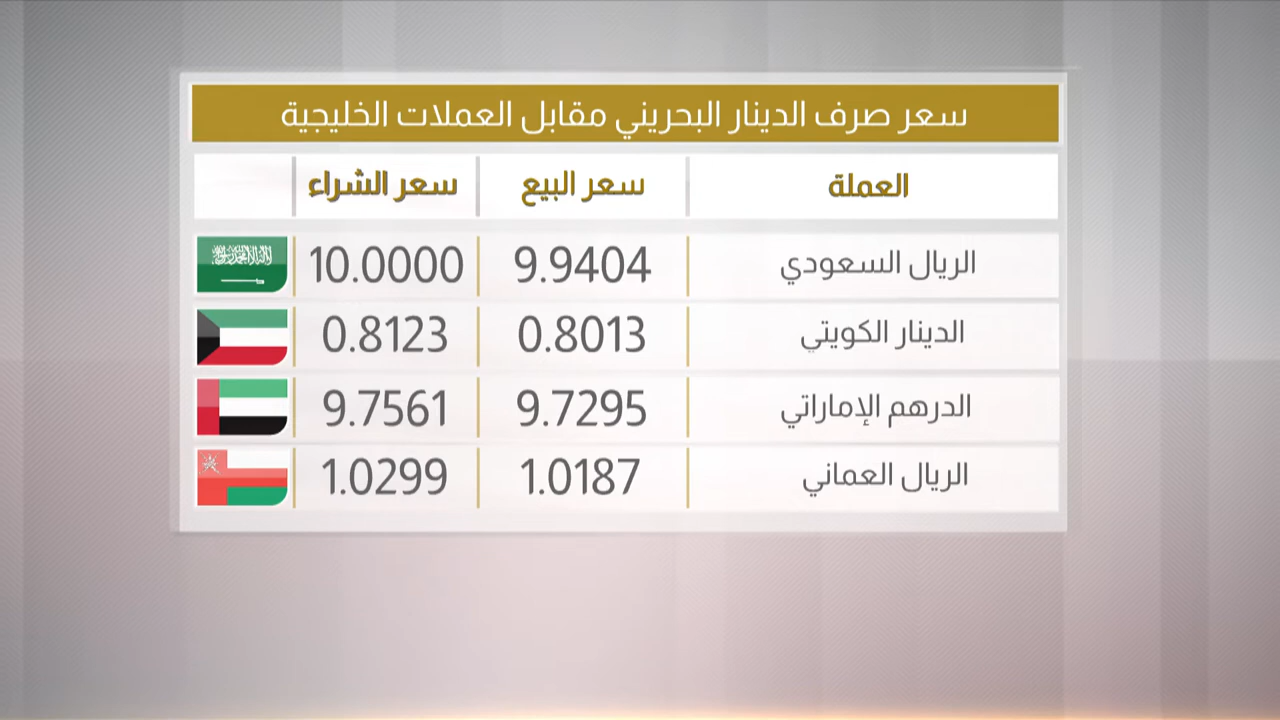 سعر صرف الدينار البحريني مقابل العملات الخليجية
العملة سعر البيع سعر الشراء
الريال السعودي 9.9404 10.0000
الدينار الكويتي 0.8013 0.8123
الدرهم الإماراتي 9.7295 9.7561
الريال العماني 1.0187 1.0299